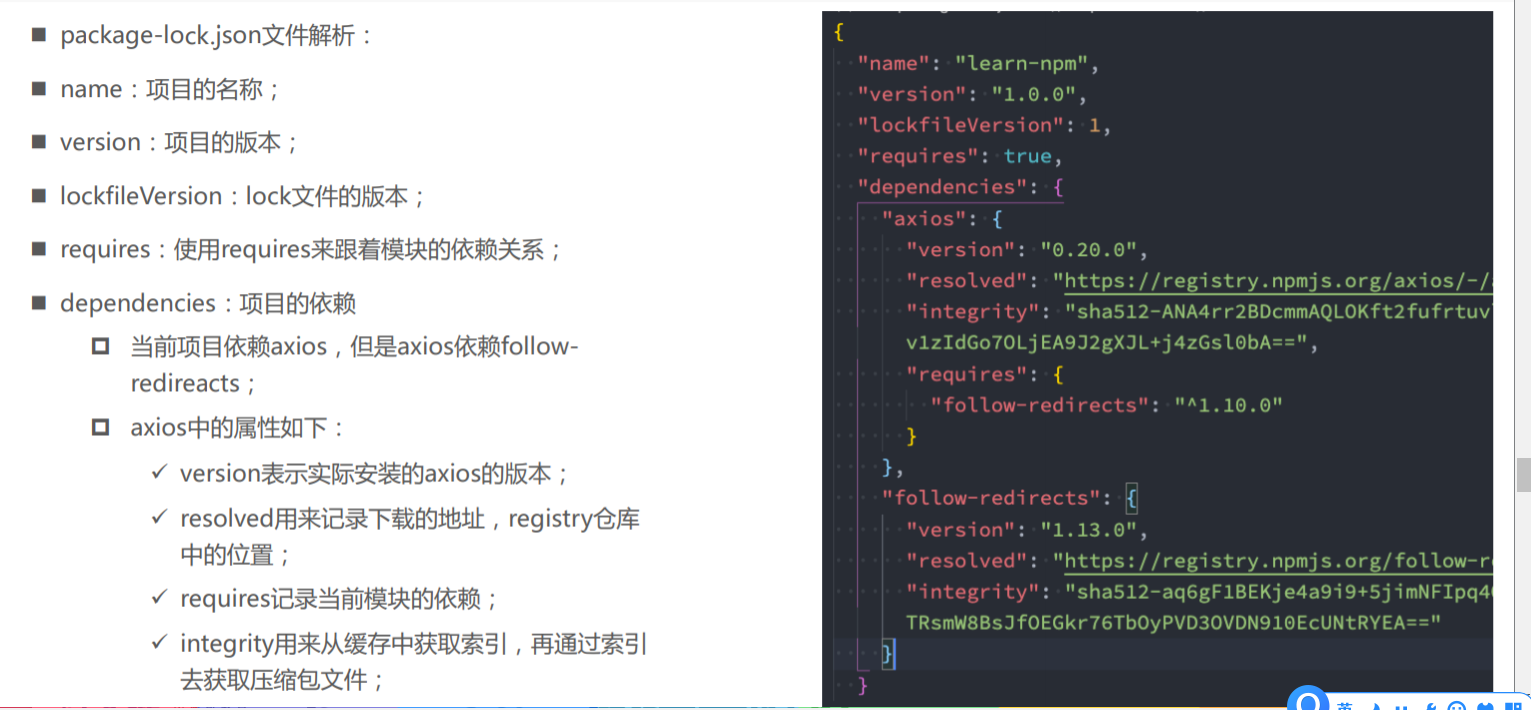 package-lock.json文件解析：
name：项目的名称；
version：项目的版本；
lockfileVersion：lock文件的版本；
requires：使用requires来跟着模块的依赖关系；
dependencies：项目的依赖
当前项目依赖axios，但是axios依赖follow-
redireacts；
axios中的属性如下：
version表示实际安装的axios的版本；
resolved用来记录下载的地址，registry仓库
中的位置；
requires记录当前模块的依赖；
integrity用来从缓存中获取索引，再通过索引
去获取压缩包文件；
{
"name": "learn-npm",
"version": "1.0.0",
"lockfileVersion": 1,
"requires": true,
"dependencies": {
"axios": {
"version": "0.20.0",
"resolved": "https://registry.npmjs.org/axios/-/
"integrity": "sha512-ANA4rr2BDcmmAQLOKft2fufrtuv
v1zIdGo7OLjEA9J2gXJL+j4zGsl0bA==",
"requires": {
"follow-redirects": "^1.10.0"
}
},
"follow-redirects": {
"version": "1.13.0",
"resolved": "https://registry.npmjs.org/follow-r
"integrity": "sha512-aq6gF1BEKje4a9i9+5jimNFIpq4
TRsmW8BsJfOEGkr76TbOyPVD3OVDN910EcUNtRYEA=="
}
}
英